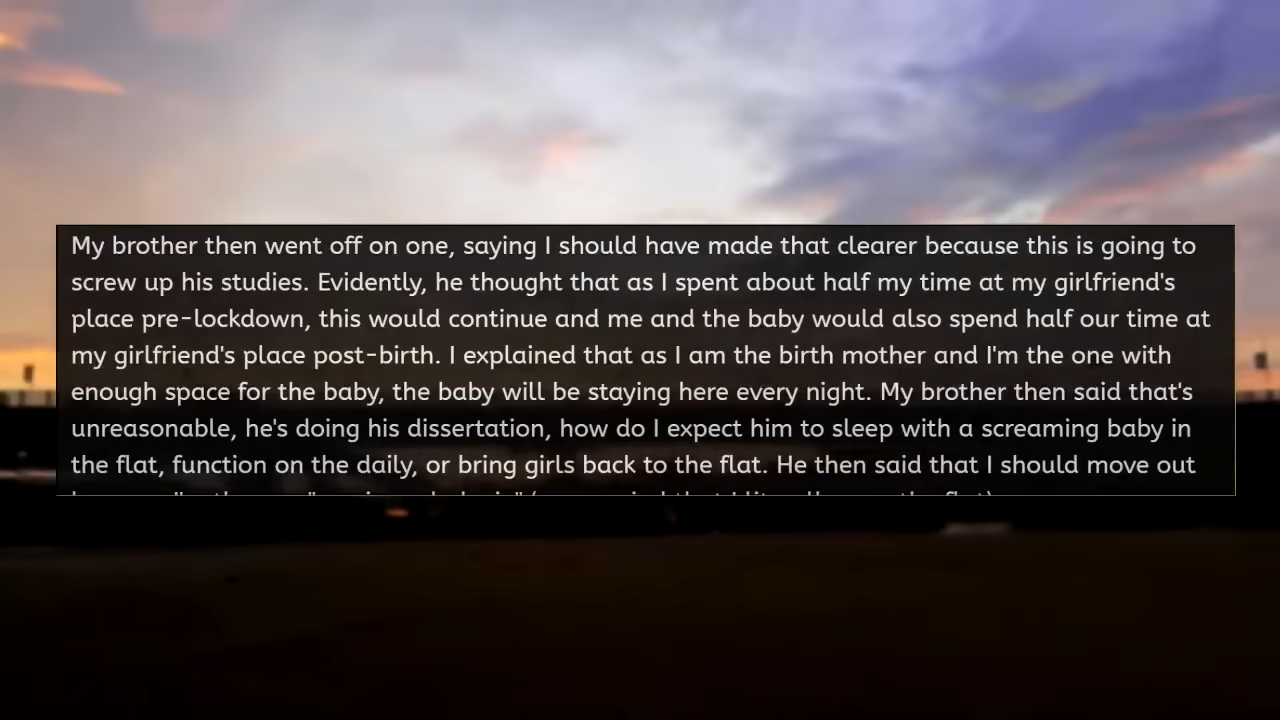 My brother then went off on one, saying I should have made that clearer because this is going to
screw up his studies. Evidently, he thought that as I spent about half my time at my girlfriend's
place pre-lockdown, this would continue and me and the baby would also spend half our time at
my girlfriend's place post-birth. I explained that as I am the birth mother and I'm the one with
enough space for the baby, the baby will be staying here every night. My brother then said that's
unreasonable, he's doing his dissertation, how do I expect him to sleep with a screaming baby in
the flat, function on the daily, or bring girls back to the flat. He then said that I should move out